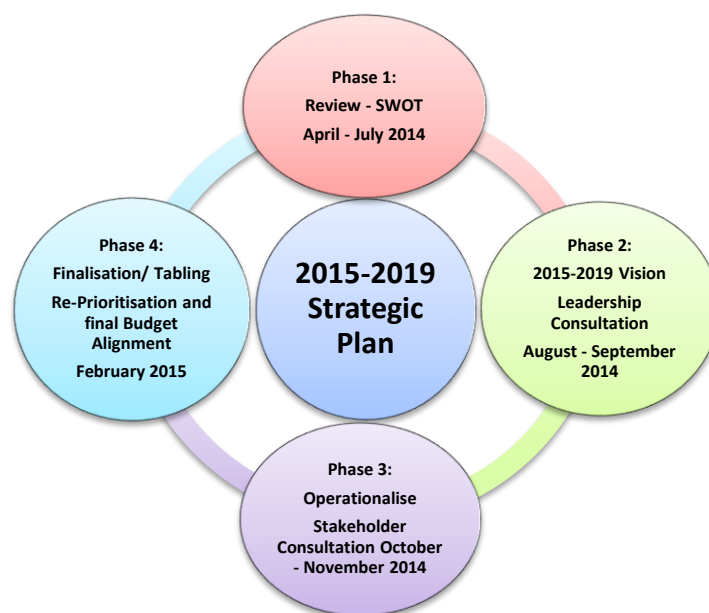 Phase 1:
Review - SWOT
April - July 2014
Phase 2:
2015-2019 Vision
Leadership
Consultation
August - September
2014
Phase 3:
Operationalise
Stakeholder
Consultation October
- November 2014
Phase 4:
Finalisation/ Tabling
Re-Prioritisation and
final Budget
Alignment
February 2015
2015-2019
Strategic
Plan